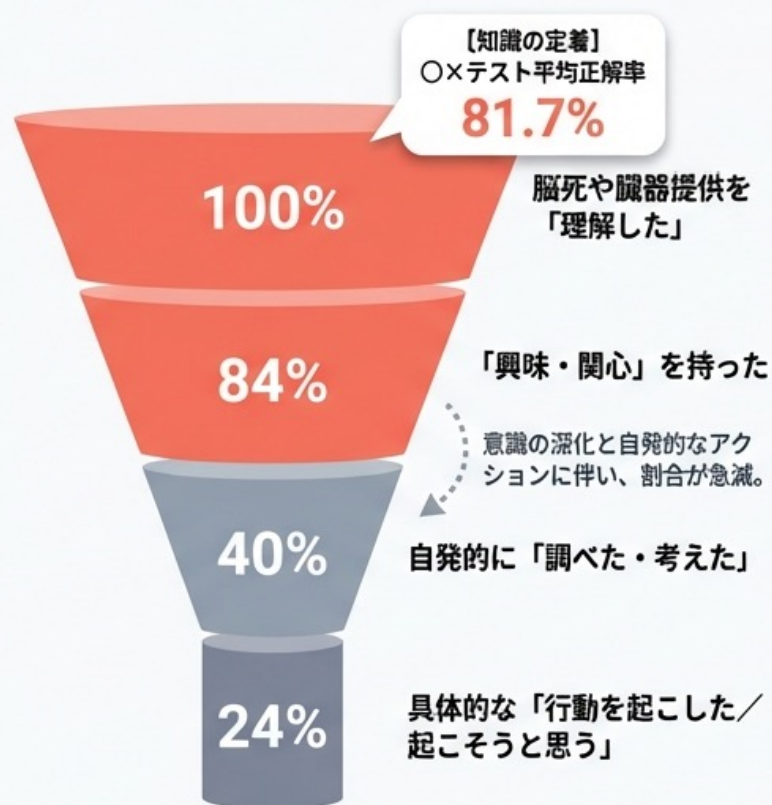 【知識の定着】
〇×テスト平均正解率
81.7%
100%
脳死や臓器提供を
「理解した」
84%
「興味・関心」を持った
意識の深化と自発的なアク
ションに伴い、割合が急減。
40%
自発的に「調べた・考えた」
24%
具体的な「行動を起こした／
起こそうと思う」